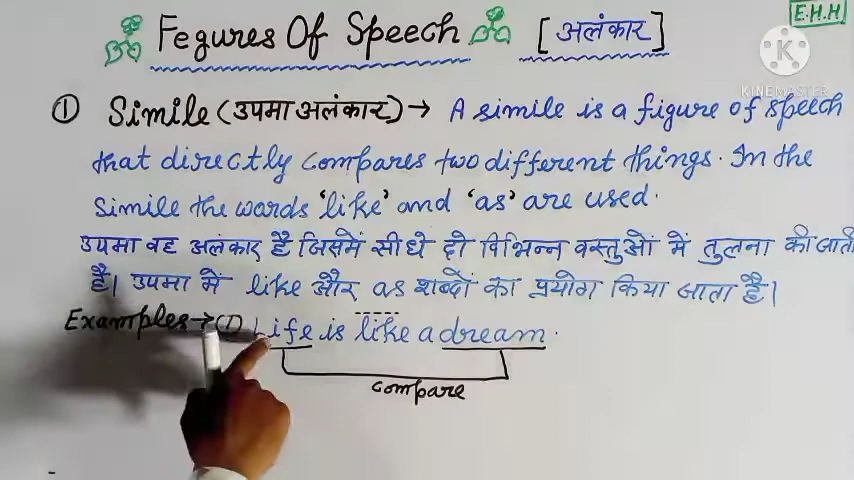 E.H.H
Fegures Of Speech [अलंकार]
KINEMASTER
① Simile (उपमा अलंकार) → A simile is a figure of speech
that directly compares two different things. In the
simile the words 'like' and 'as' are used.
उपमा वह अलंकार है जिसमें सीधे दो विभिन्न वस्तुओं में तुलना की जाती
है। उपमा में like और as शब्दों का प्रयोग किया जाता है।
Examples → (1) Life is like a dream.
compare